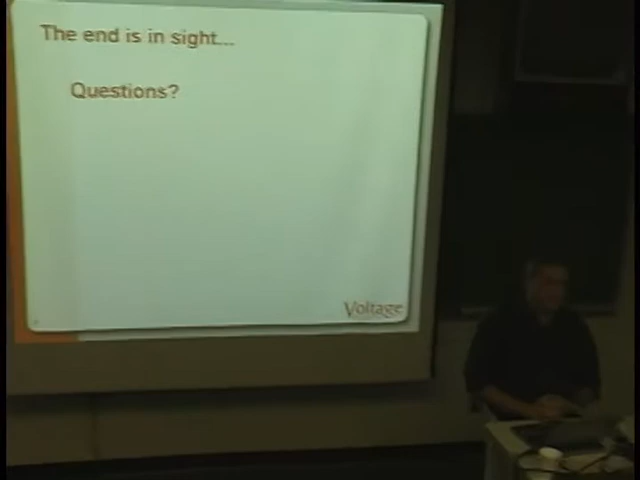 The end is in sight...
Questions?
Voltage